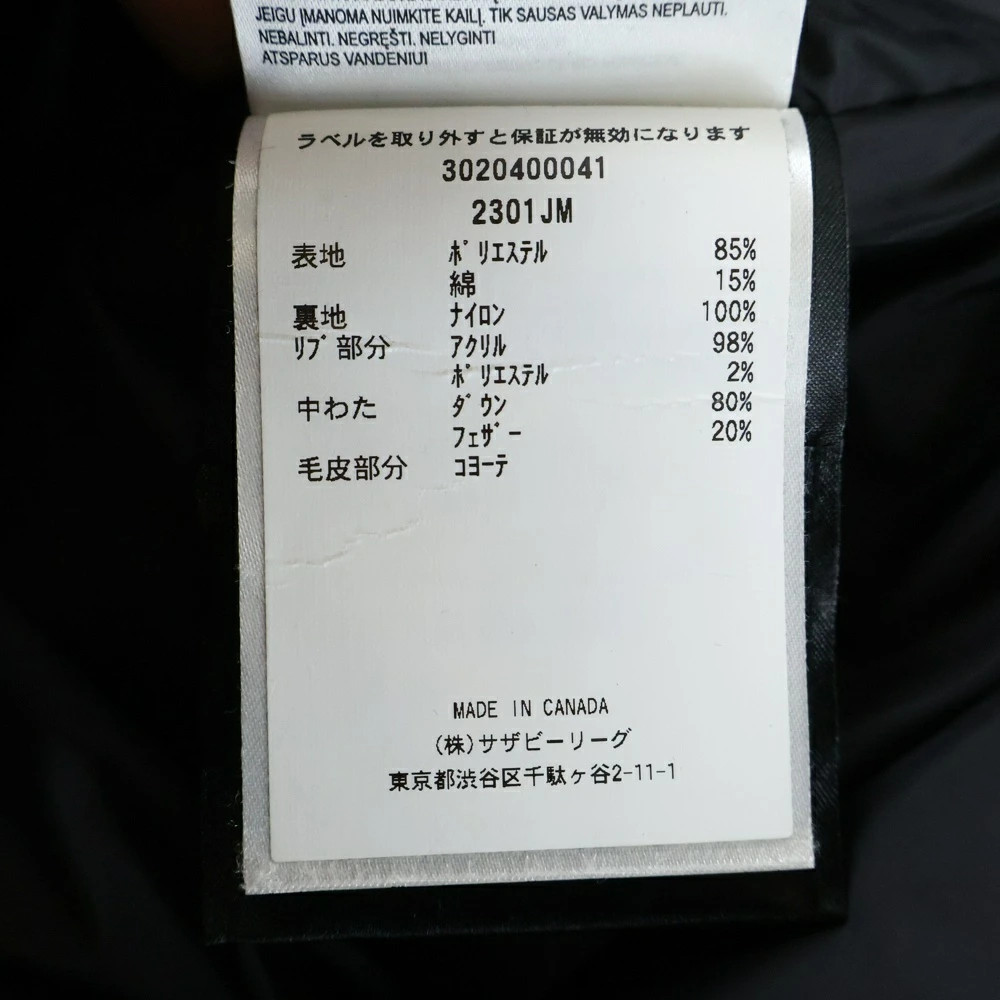 JEIGU ĮMANOMA NUIMKITE KAILĮ. TIK SAUSAS VALYMAS NEPLAUTI.
NEBALINTI. NEGRĘŠTI. NELYGINTI
ATSPARUS VANDENIUI
ラベルを取り外すと保証が無効になります
3020400041
2301JM
表地 ﾎﾟﾘｴｽﾃﾙ 85%
綿 15%
裏地 ﾅｲﾛﾝ 100%
ﾘﾌﾞ部分 ｱｸﾘﾙ 98%
ﾎﾟﾘｴｽﾃﾙ 2%
中わた ﾀﾞｳﾝ 80%
ﾌｪｻﾞｰ 20%
毛皮部分 ｺﾖｰﾃ
MADE IN CANADA
(株)サザビーリーグ
東京都渋谷区千駄ヶ谷2-11-1